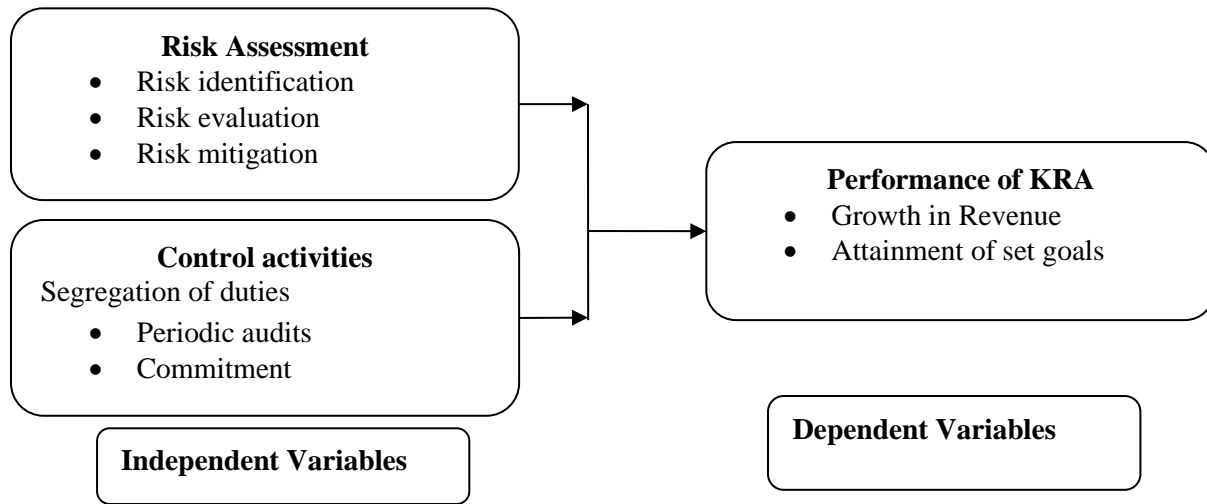 Risk Assessment
• Risk identification
• Risk evaluation
• Risk mitigation
Control activities
Segregation of duties
• Periodic audits
• Commitment
Independent Variables
Performance of KRA
• Growth in Revenue
• Attainment of set goals
Dependent Variables